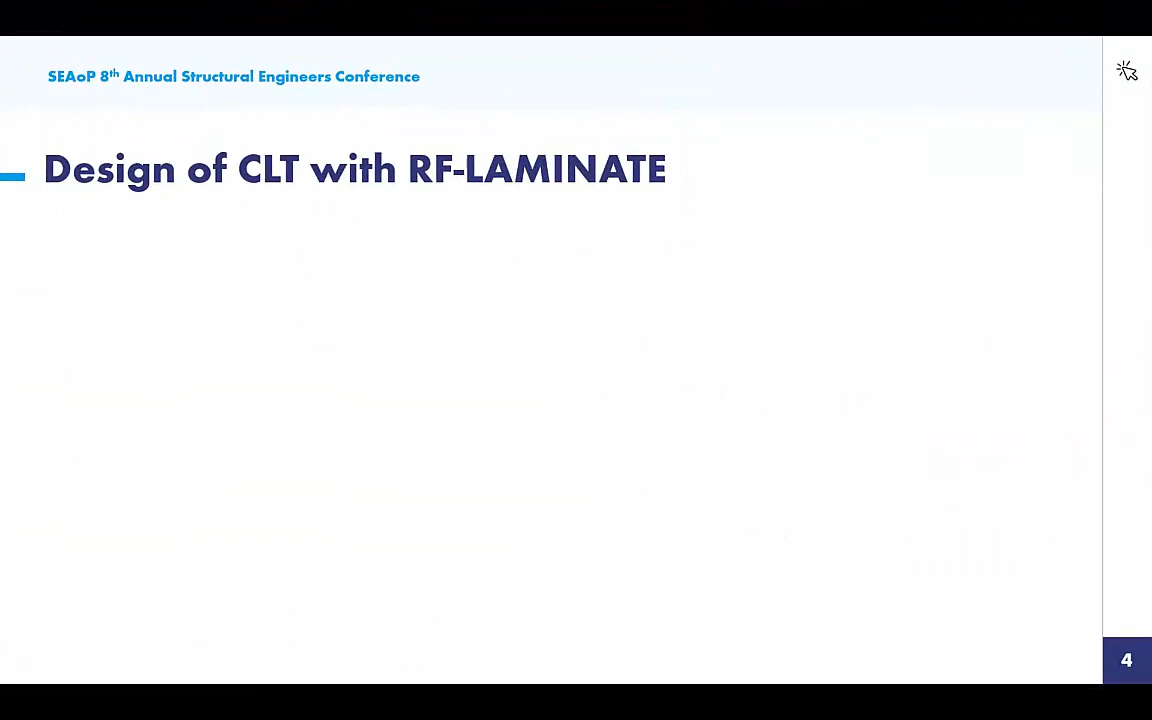 SEAoP 8th Annual Structural Engineers Conference
Design of CLT with RF-LAMINATE
4